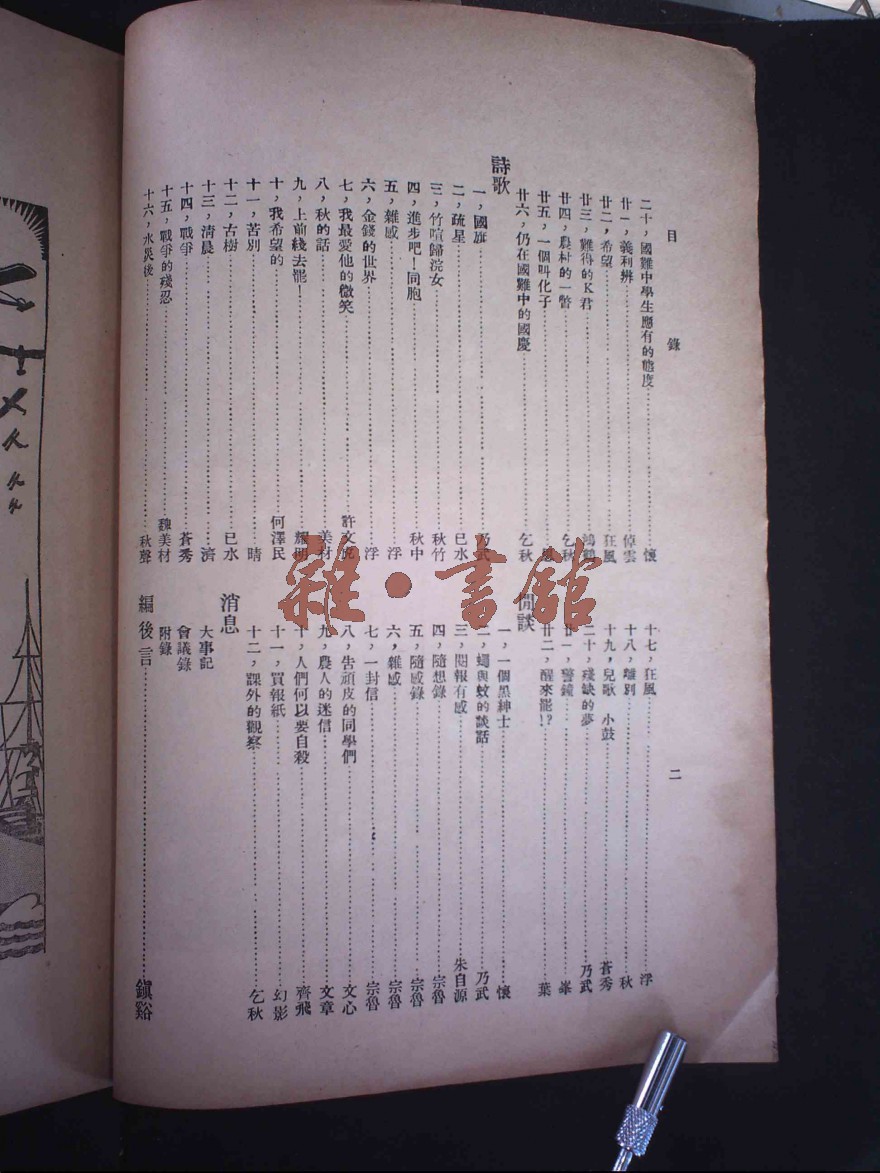 目錄
二
二十，國難中學生應有的態度……懷
廿一，義利辨……倬雲
廿二，希望……狂風
廿三，難得的K君……鶴
廿四，農村的一瞥……乞秋
廿五，一個叫化子
廿六，仍在國難中的國慶……乞秋
詩歌
一，國旗……乃武
二，疏星……巳水
三，竹喧歸浣女……秋竹
四，進步吧！同胞……秋中
五，雜感……浮
六，金錢的世界……浮
七，我最愛他的微笑……許文
八，秋的話……美材
九，上前綫去罷！……耀明
十，我希望的……何澤民
十一，苦別……晴
十二，古樹……巳水
十三，清晨……濟
十四，戰爭……蒼秀
十五，戰爭的殘忍……魏美材
十六，水災後……秋聲
十七，狂風……浮
十八，離別……秋
十九，兒歌 小鼓……蒼秀
二十，殘缺的夢……乃武
廿一，警鐘……峯
廿二，醒來罷！？……葉
閒談
一，一個黑紳士……懷
二，蠅與蚊的談話……乃武
三，閱報有感……朱自源
四，隨想錄……宗魯
五，隨感錄……宗魯
六，雜感……宗魯
七，一封信……宗魯
八，告頑皮的同學們……文心
九，農人的迷信……文章
十，人們何以要自殺……齊飛
十一，買報紙……幻影
十二，課外的觀察……乞秋
消息
大事記
會議錄
附錄
編後言……鎭谿
雜·書館